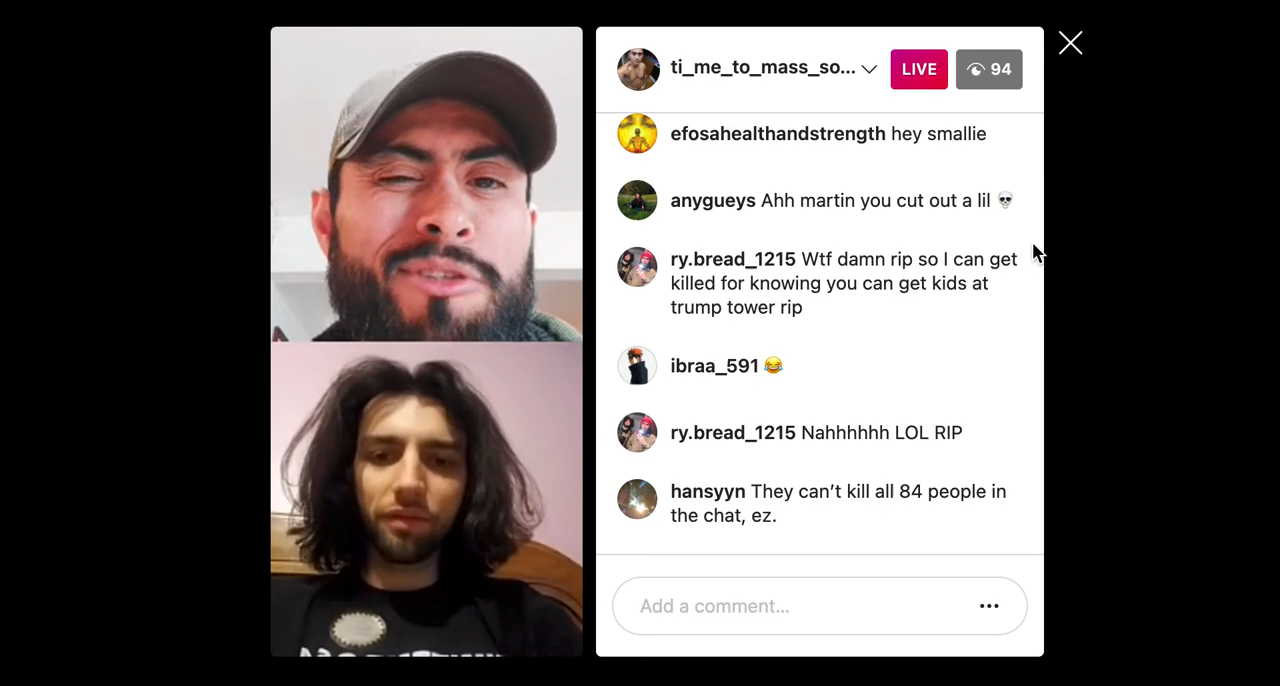 ti_me_to_mass_so...
LIVE
94
efosahealthandstrength hey smallie
anygueys Ahh martin you cut out a lil 💀
ry.bread_1215 Wtf damn rip so I can get
killed for knowing you can get kids at
trump tower rip
ibraa_591 😂
ry.bread_1215 Nahhhhhh LOL RIP
hansyyn They can’t kill all 84 people in
the chat, ez.
Add a comment...